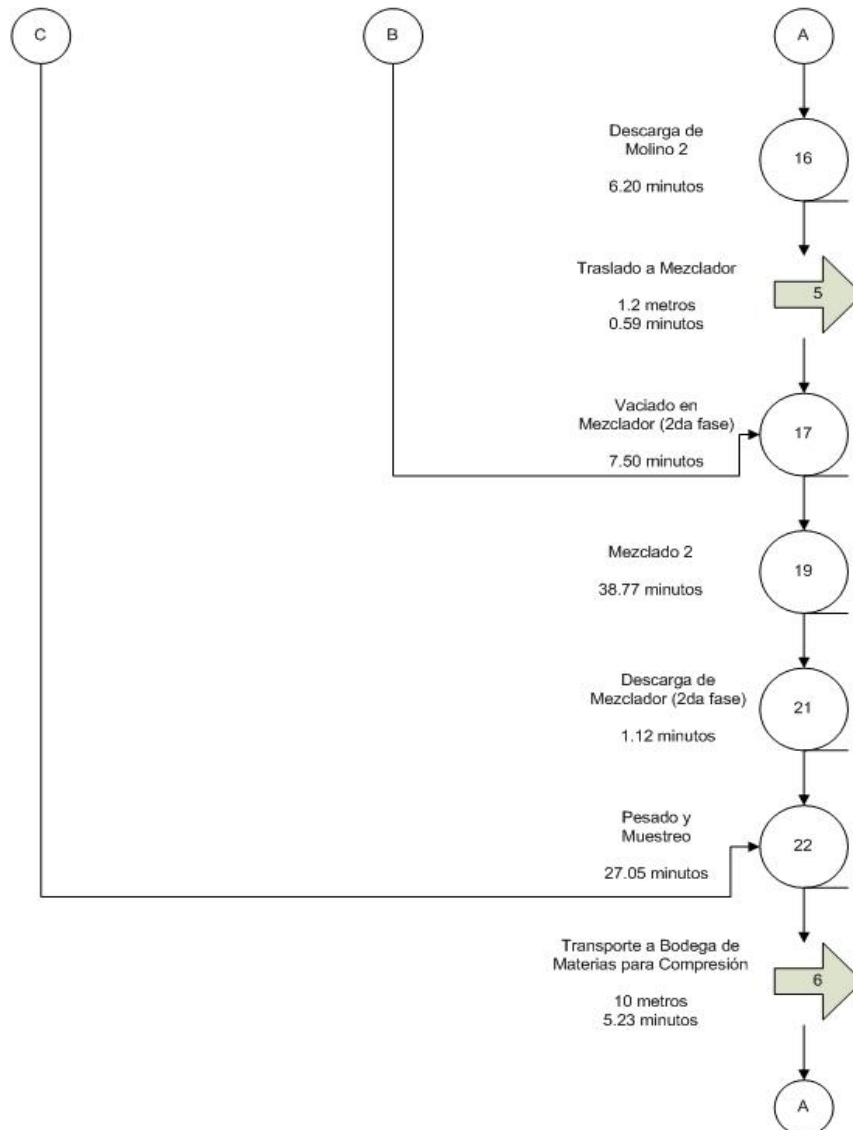 C
B
A
Descarga de
Molino 2
6.20 minutos
16
Traslado a Mezclador
1.2 metros
0.59 minutos
5
Vaciado en
Mezclador (2da fase)
7.50 minutos
17
Mezclado 2
38.77 minutos
19
Descarga de
Mezclador (2da fase)
1.12 minutos
21
Pesado y
Muestreo
27.05 minutos
22
Transporte a Bodega de
Materias para Compresión
10 metros
5.23 minutos
6
A